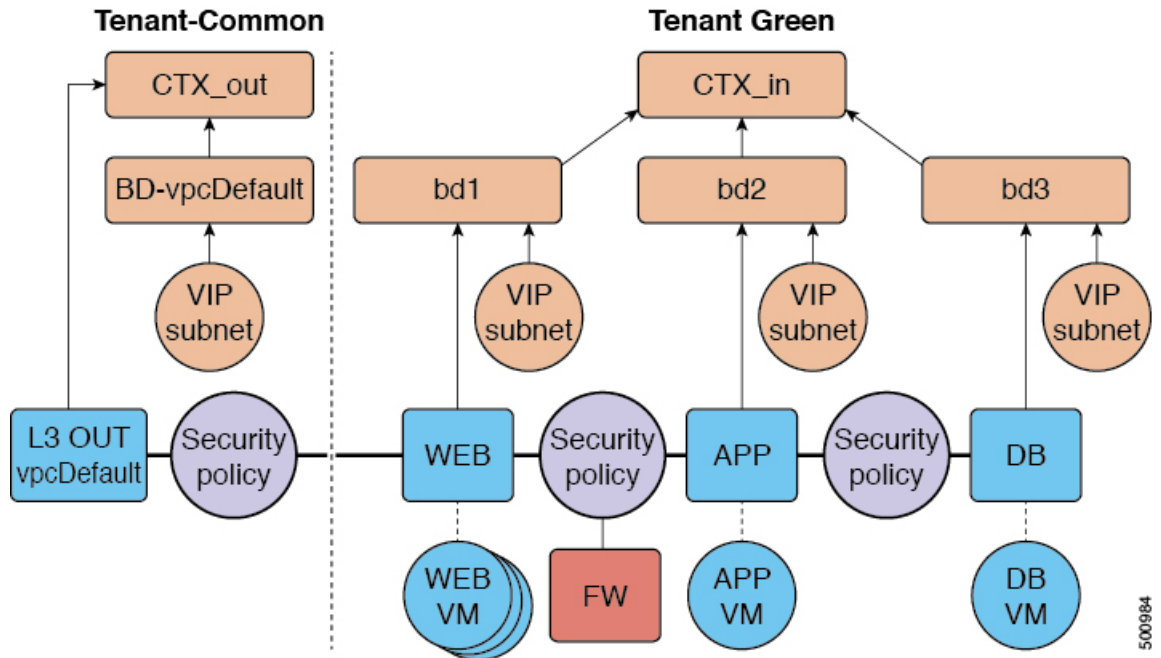 Tenant-Common
Tenant Green
CTX_out
CTX_in
BD-vpcDefault
bd1
bd2
bd3
VIP
subnet
VIP
subnet
VIP
subnet
VIP
subnet
L3 OUT
vpcDefault
Security
policy
WEB
Security
policy
APP
Security
policy
DB
WEB
VM
FW
APP
VM
DB
VM
500984